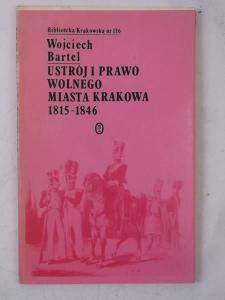 Biblioteka Krakowska nr 116
Wojciech
Bartel
USTRÓJ I PRAWO
WOLNEGO
MIASTA KRAKOWA
1815-1846